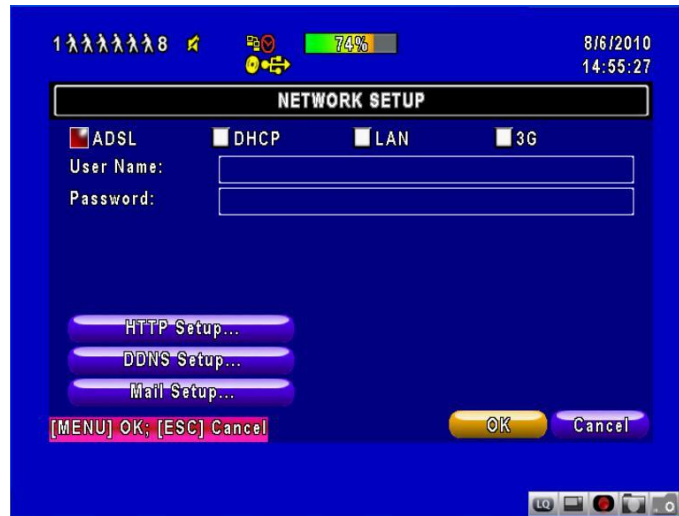 1 8 74% 8/6/2010
14:55:27
NETWORK SETUP
ADSL DHCP LAN 3G
User Name:
Password:
HTTP Setup...
DDNS Setup...
Mail Setup...
[MENU] OK; [ESC] Cancel OK Cancel
LQ